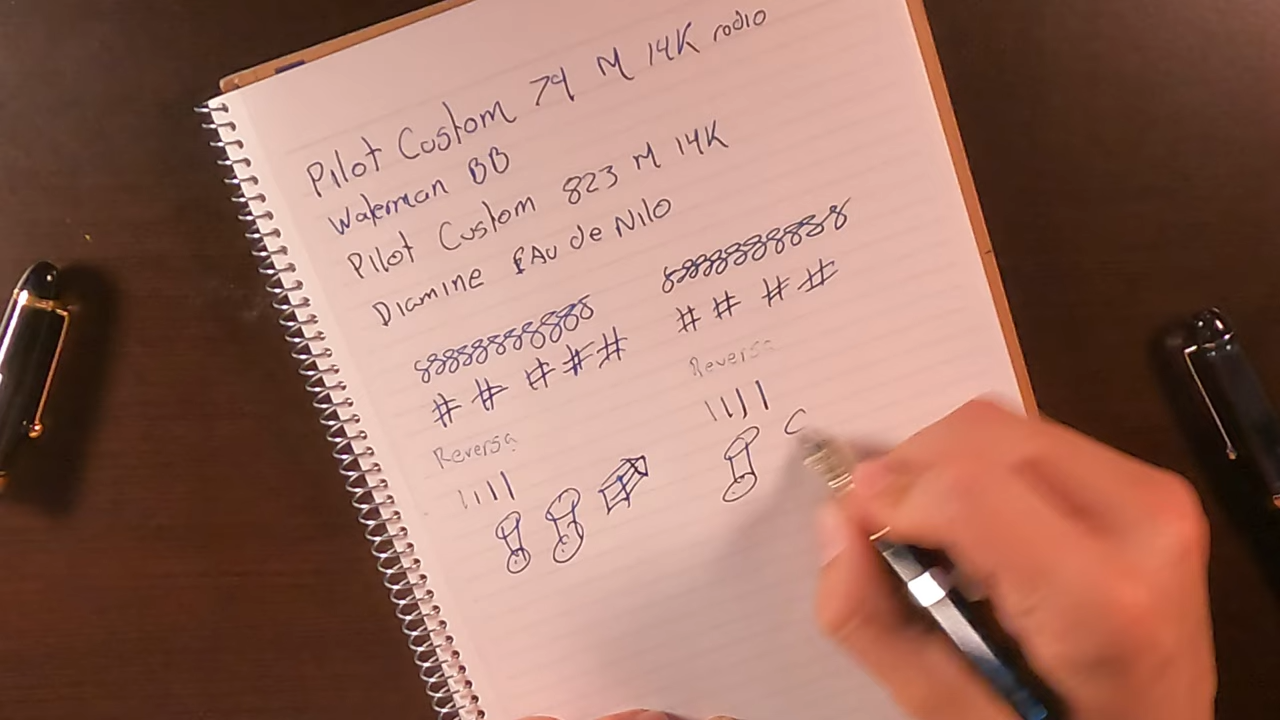 Pilot Custom 74 M 14K rodio
Waterman BB
Pilot Custom 823 M 14K
Diamine EAu de Nilo
8888888888
8888888888
# # # # #
# # # #
Reversa
Reversa